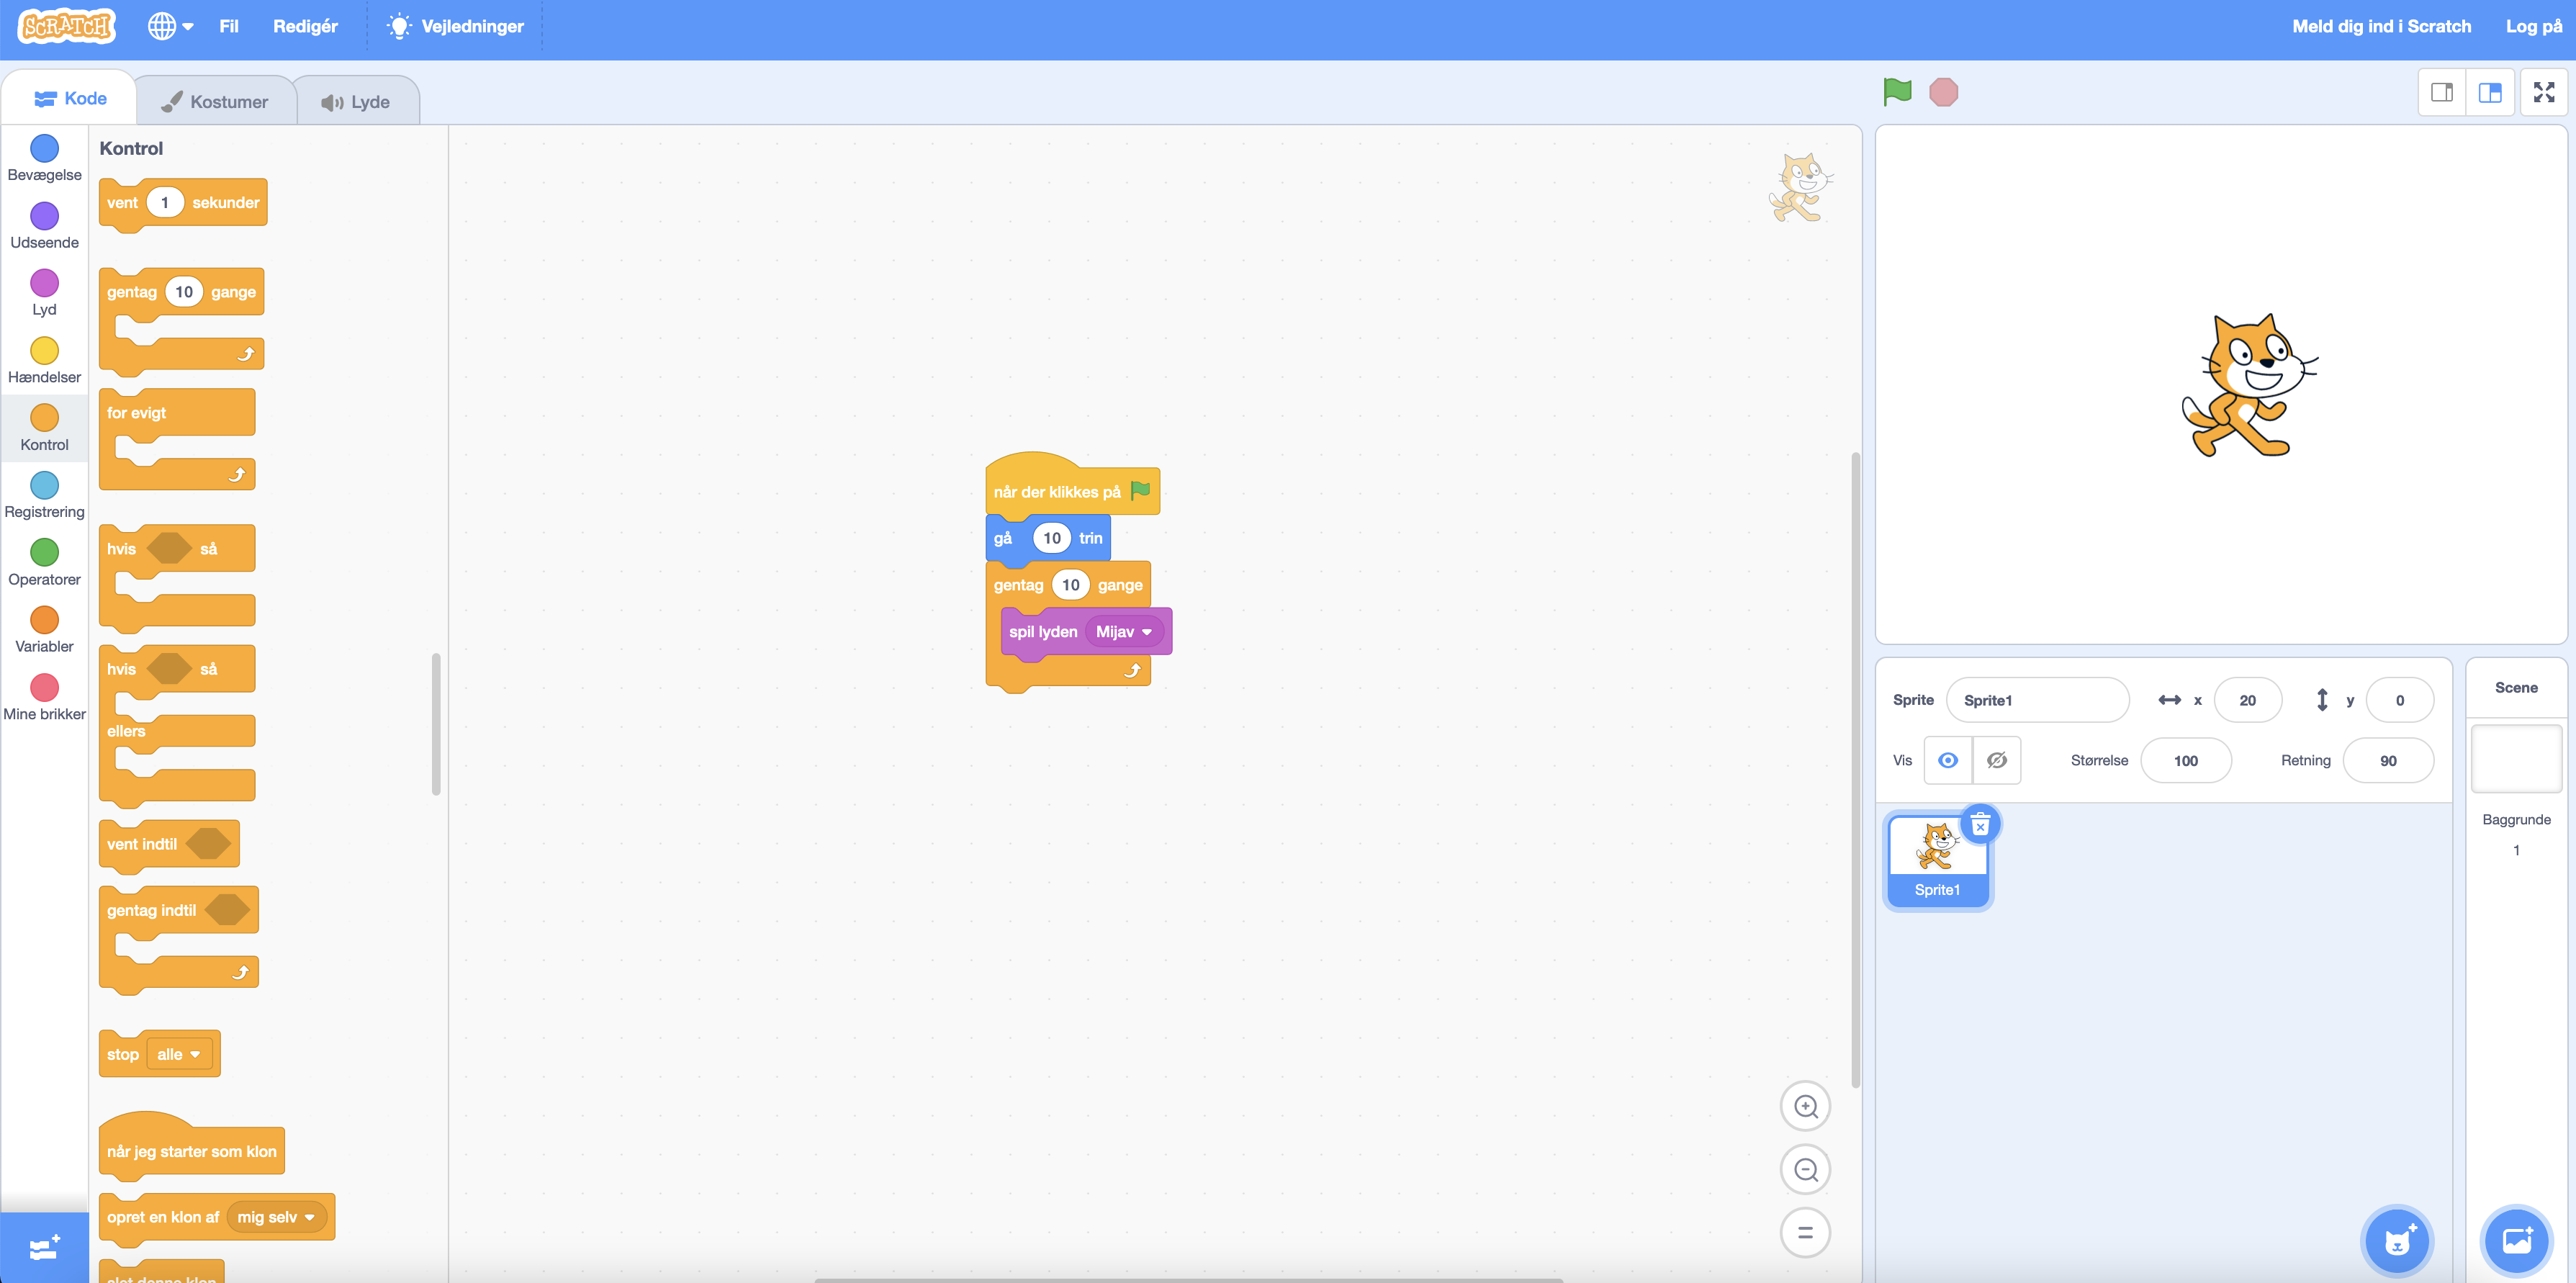 SCRATCH Fil Redigér Vejledninger Meld dig ind i Scratch Log på
Kode Kostumer Lyde
Bevægelse
Udseende
Lyd
Hændelser
Kontrol
Registrering
Operatorer
Variabler
Mine brikker
Kontrol
vent 1 sekunder
gentag 10 gange
for evigt
hvis så
hvis så
ellers
vent indtil
gentag indtil
stop alle
når jeg starter som klon
opret en klon af mig selv
slet denne klon
når der klikkes på
gå 10 trin
gentag 10 gange
spil lyden Mijav
Sprite Sprite1 x 20 y 0
Vis Størrelse 100 Retning 90
Sprite1
Scene
Baggrunde
1